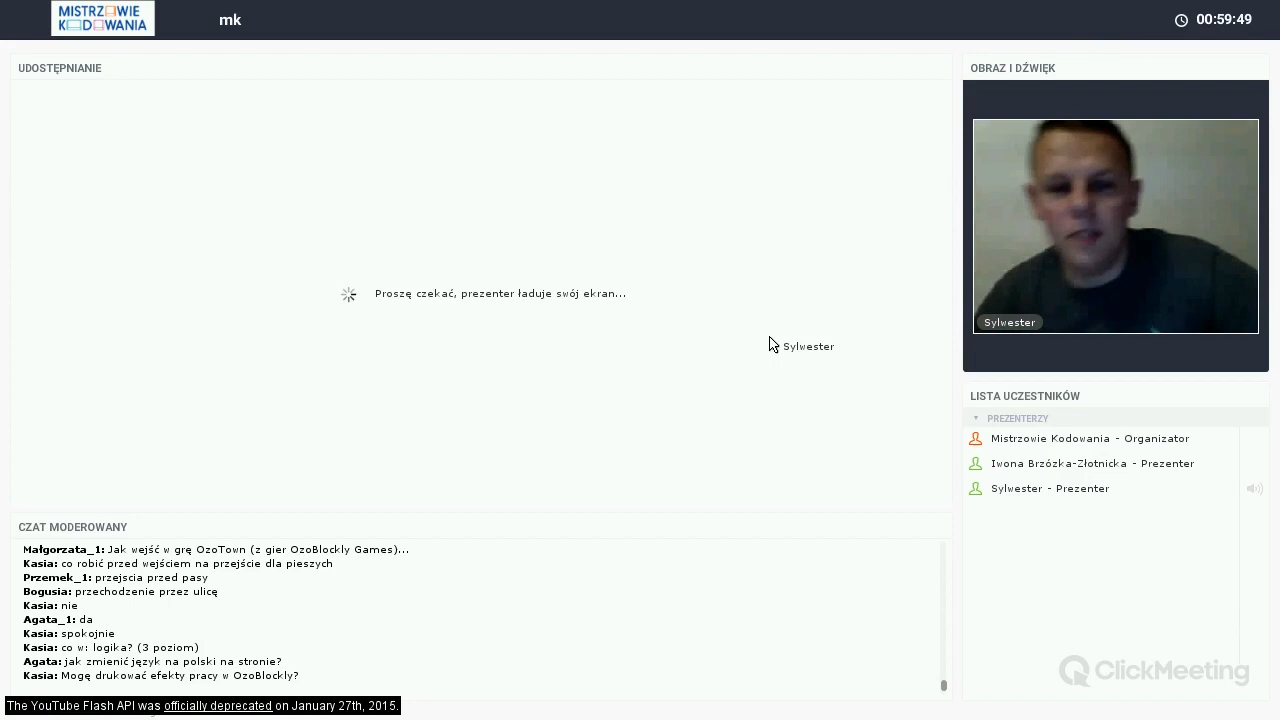 MISTRZOWIE
KODOWANIA
mk
00:59:49
UDOSTĘPNIANIE
Proszę czekać, prezenter ładuje swój ekran...
Sylwester
OBRAZ I DŹWIĘK
Sylwester
LISTA UCZESTNIKÓW
PREZENTERZY
Mistrzowie Kodowania - Organizator
Iwona Brzózka-Złotnicka - Prezenter
Sylwester - Prezenter
ClickMeeting
CZAT MODEROWANY
Małgorzata_1: Jak wejść w grę OzoTown (z gier OzoBlockly Games)...
Kasia: co robić przed wejściem na przejście dla pieszych
Przemek_1: przejscia przed pasy
Bogusia: przechodzenie przez ulicę
Kasia: nie
Agata_1: da
Kasia: spokojnie
Kasia: co w: logika? (3 poziom)
Agata: jak zmienić język na polski na stronie?
Kasia: Mogę drukować efekty pracy w OzoBlockly?
The YouTube Flash API was officially deprecated on January 27th, 2015.